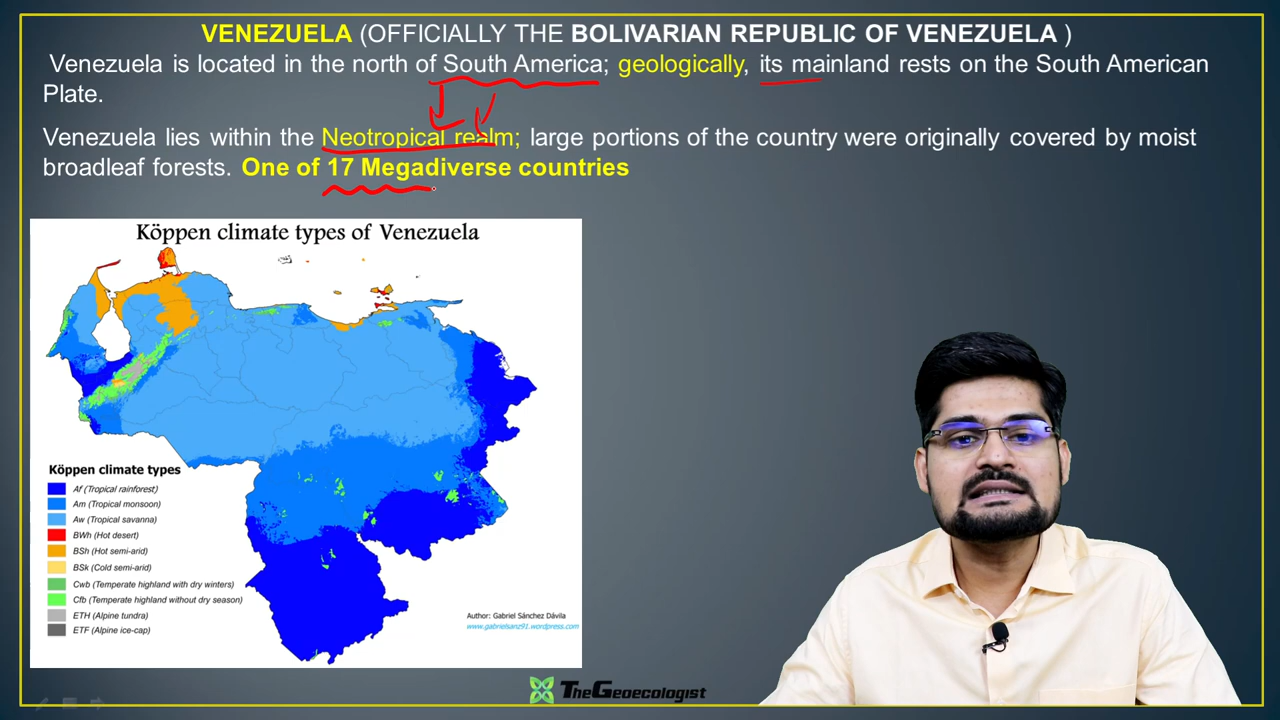 VENEZUELA (OFFICIALLY THE BOLIVARIAN REPUBLIC OF VENEZUELA )
Venezuela is located in the north of South America; geologically, its mainland rests on the South American
Plate.
Venezuela lies within the Neotropical realm; large portions of the country were originally covered by moist
broadleaf forests. One of 17 Megadiverse countries
Köppen climate types of Venezuela
Köppen climate types
Af (Tropical rainforest)
Am (Tropical monsoon)
Aw (Tropical savanna)
BWh (Hot desert)
BSh (Hot semi-arid)
BSk (Cold semi-arid)
Cwb (Temperate highland with dry winters)
Cfb (Temperate highland without dry season)
ETH (Alpine tundra)
ETF (Alpine ice-cap)
Author: Gabriel Sánchez Dávila
www.gabrielsanz91.wordpress.com
TheGeoecologist